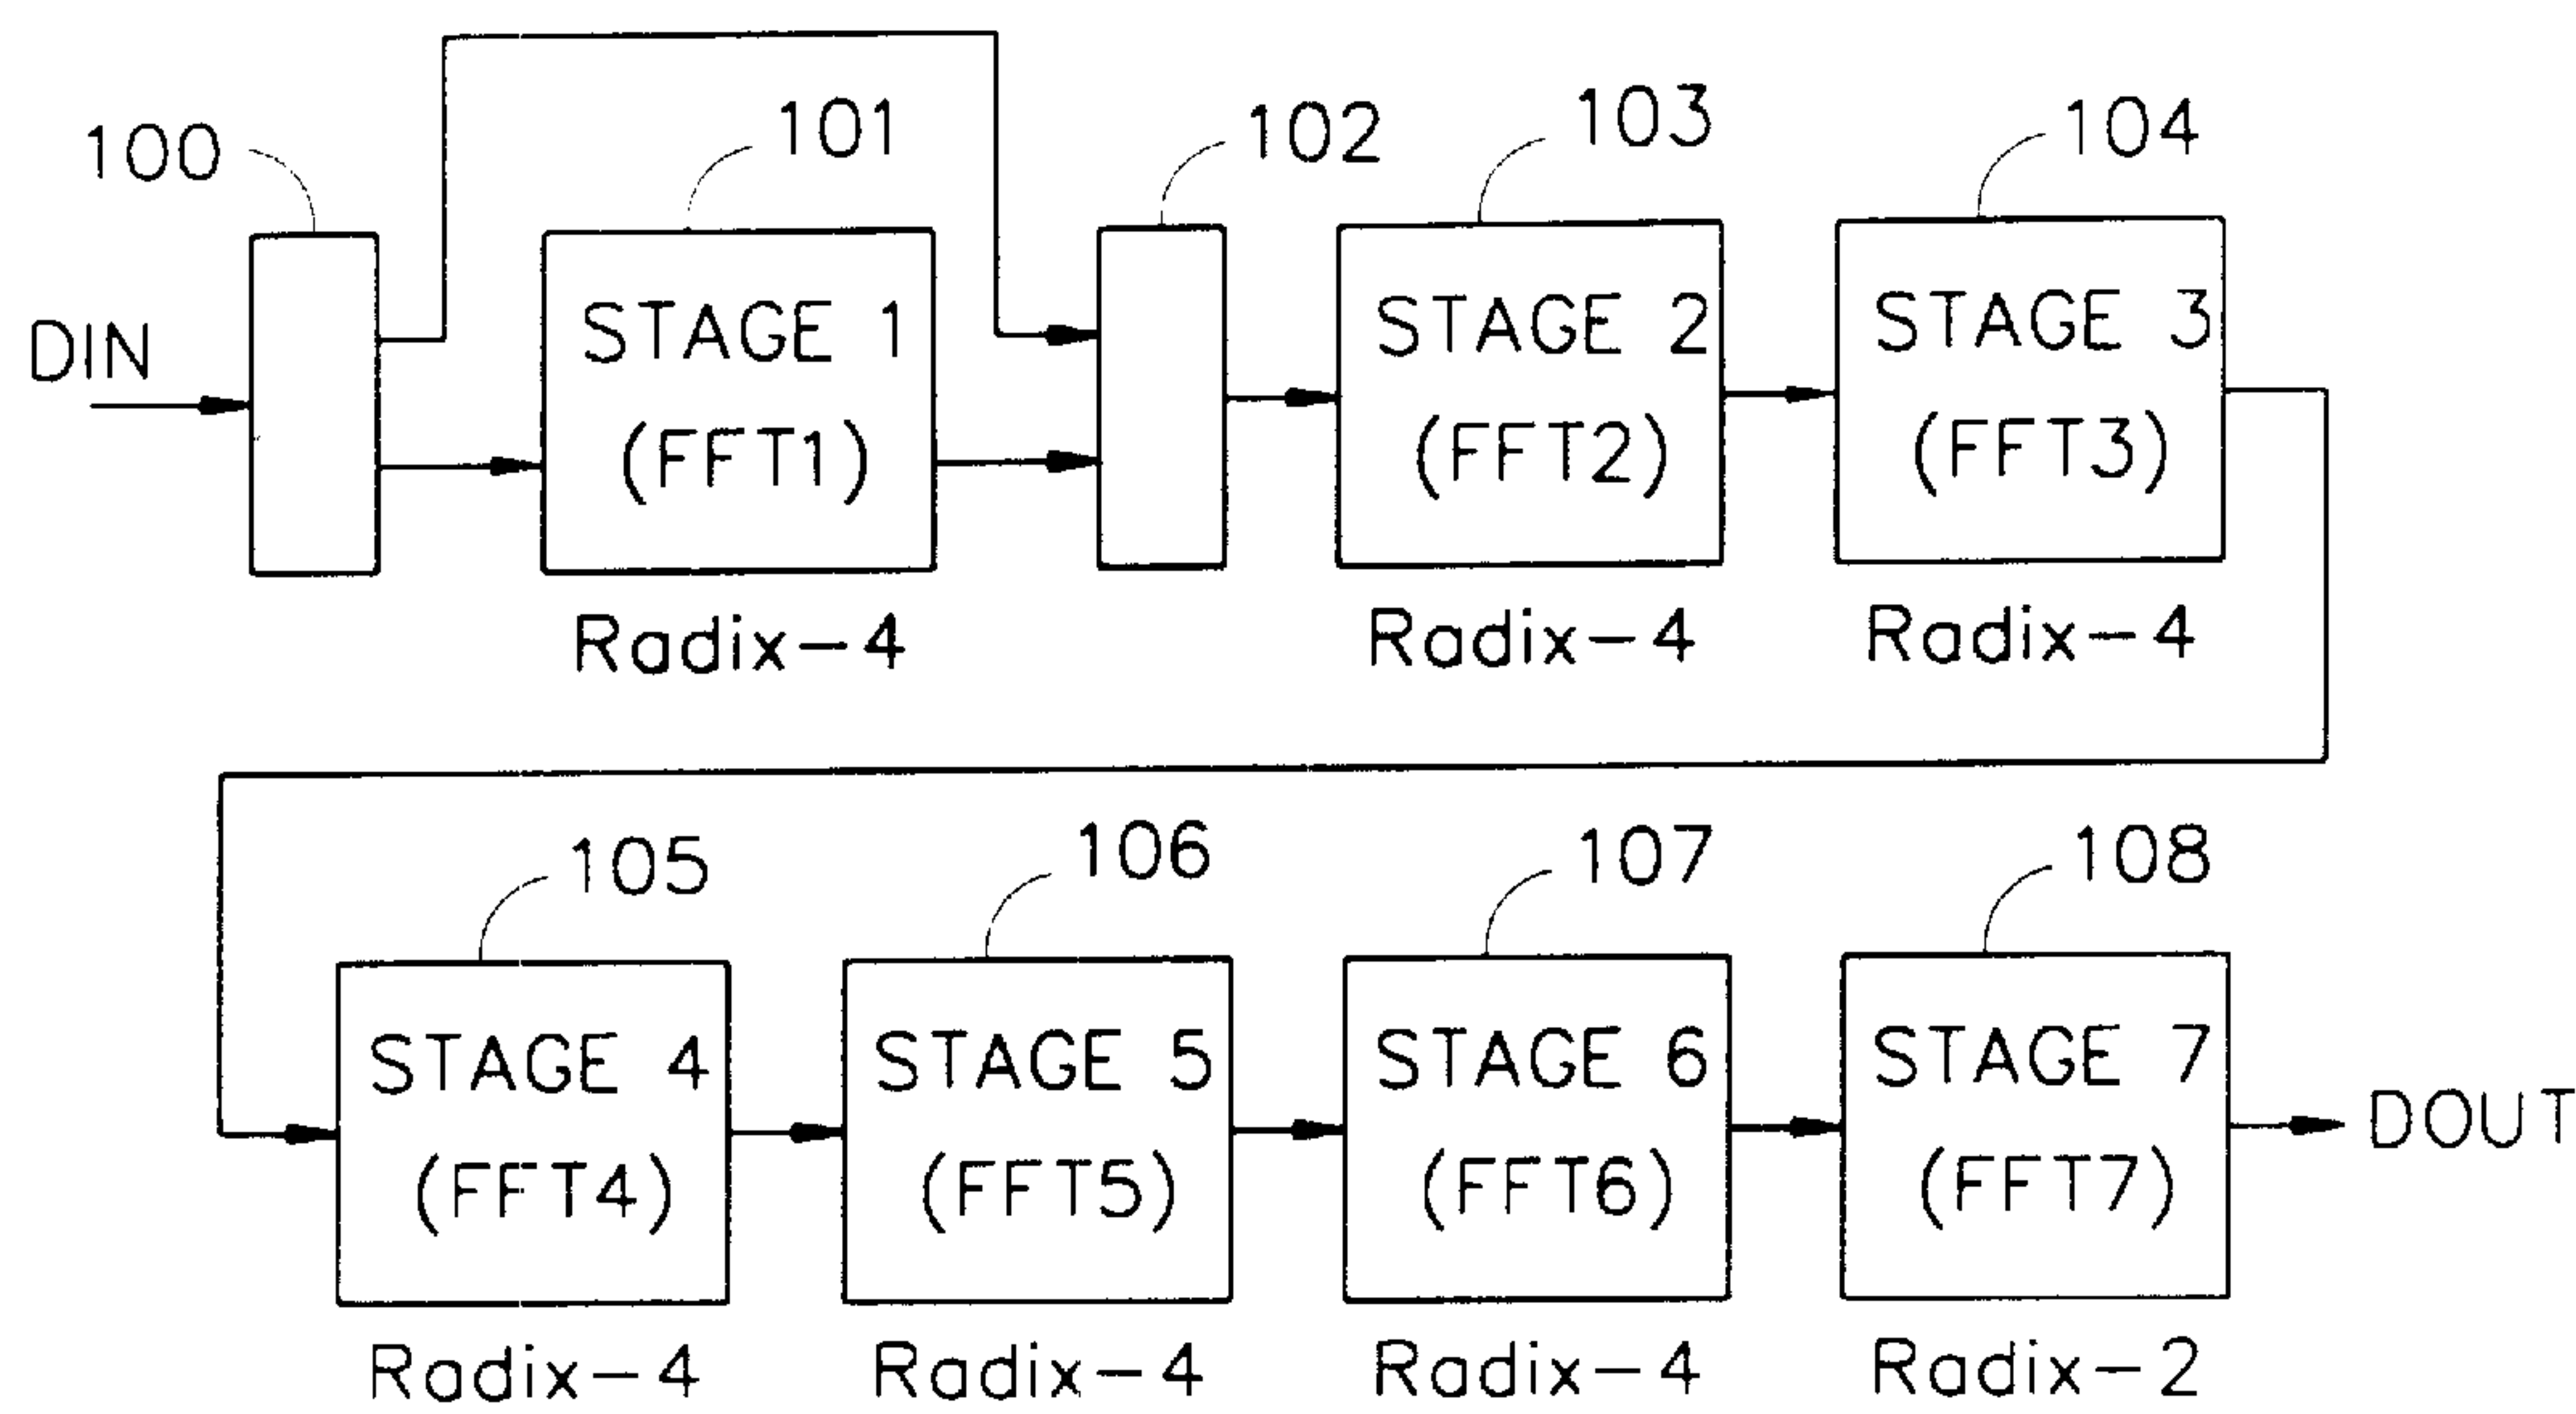 100
101
102
103
104
DIN
STAGE 1
(FFT1)
STAGE 2
(FFT2)
STAGE 3
(FFT3)
Radix-4
Radix-4
Radix-4
105
106
107
108
STAGE 4
(FFT4)
STAGE 5
(FFT5)
STAGE 6
(FFT6)
STAGE 7
(FFT7)
DOUT
Radix-4
Radix-4
Radix-4
Radix-2